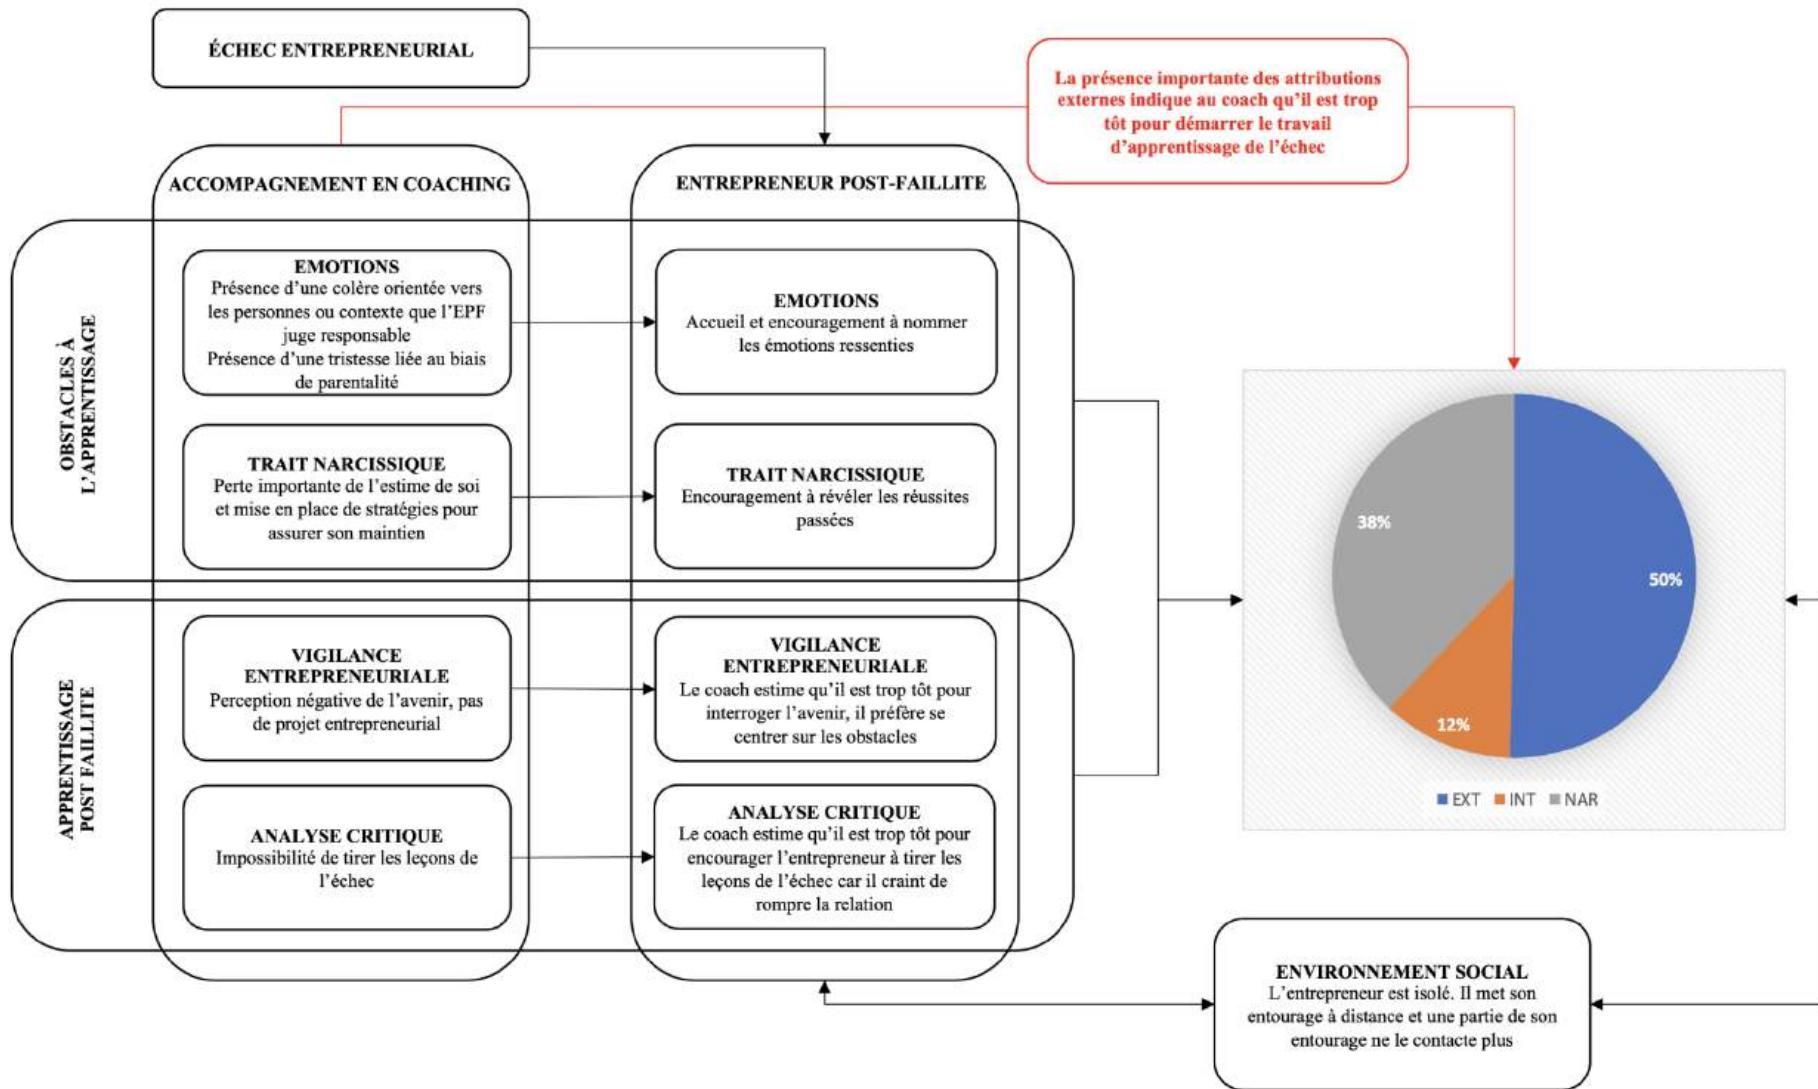 ÉCHEC ENTREPRENEURIAL
La présence importante des attributions
externes indique au coach qu'il est trop
tôt pour démarrer le travail
d'apprentissage de l'échec
ACCOMPAGNEMENT EN COACHING
ENTREPRENEUR POST-FAILLITE
OBSTACLES À
L'APPRENTISSAGE
EMOTIONS
Présence d'une colère orientée vers
les personnes ou contexte que l'EPF
juge responsable
Présence d'une tristesse liée au biais
de parentalité
EMOTIONS
Accueil et encouragement à nommer
les émotions ressenties
TRAIT NARCISSIQUE
Perte importante de l'estime de soi
et mise en place de stratégies pour
assurer son maintien
TRAIT NARCISSIQUE
Encouragement à révéler les réussites
passées
APPRENTISSAGE
POST FAILLITE
VIGILANCE
ENTREPRENEURIALE
Perception négative de l'avenir, pas
de projet entrepreneurial
VIGILANCE
ENTREPRENEURIALE
Le coach estime qu'il est trop tôt pour
interroger l'avenir, il préfère se
centrer sur les obstacles
ANALYSE CRITIQUE
Impossibilité de tirer les leçons de
l'échec
ANALYSE CRITIQUE
Le coach estime qu'il est trop tôt pour
encourager l'entrepreneur à tirer les
leçons de l'échec car il craint de
rompre la relation
38%
50%
12%
EXT INT NAR
ENVIRONNEMENT SOCIAL
L'entrepreneur est isolé. Il met son
entourage à distance et une partie de son
entourage ne le contacte plus